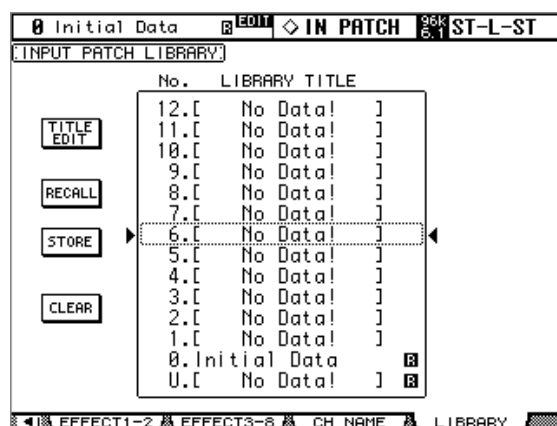 0 Initial Data R EDIT ◇ IN PATCH 96k 6.1 ST-L-ST
INPUT PATCH LIBRARY
No. LIBRARY TITLE
12.[ No Data! ]
TITLE EDIT
11.[ No Data! ]
10.[ No Data! ]
9.[ No Data! ]
RECALL
8.[ No Data! ]
7.[ No Data! ]
STORE
6.[ No Data! ]
5.[ No Data! ]
4.[ No Data! ]
CLEAR
3.[ No Data! ]
2.[ No Data! ]
1.[ No Data! ]
0.Initial Data R
U.[ No Data! ] R
EFFECT1-2 EFFECT3-8 CH NAME LIBRARY